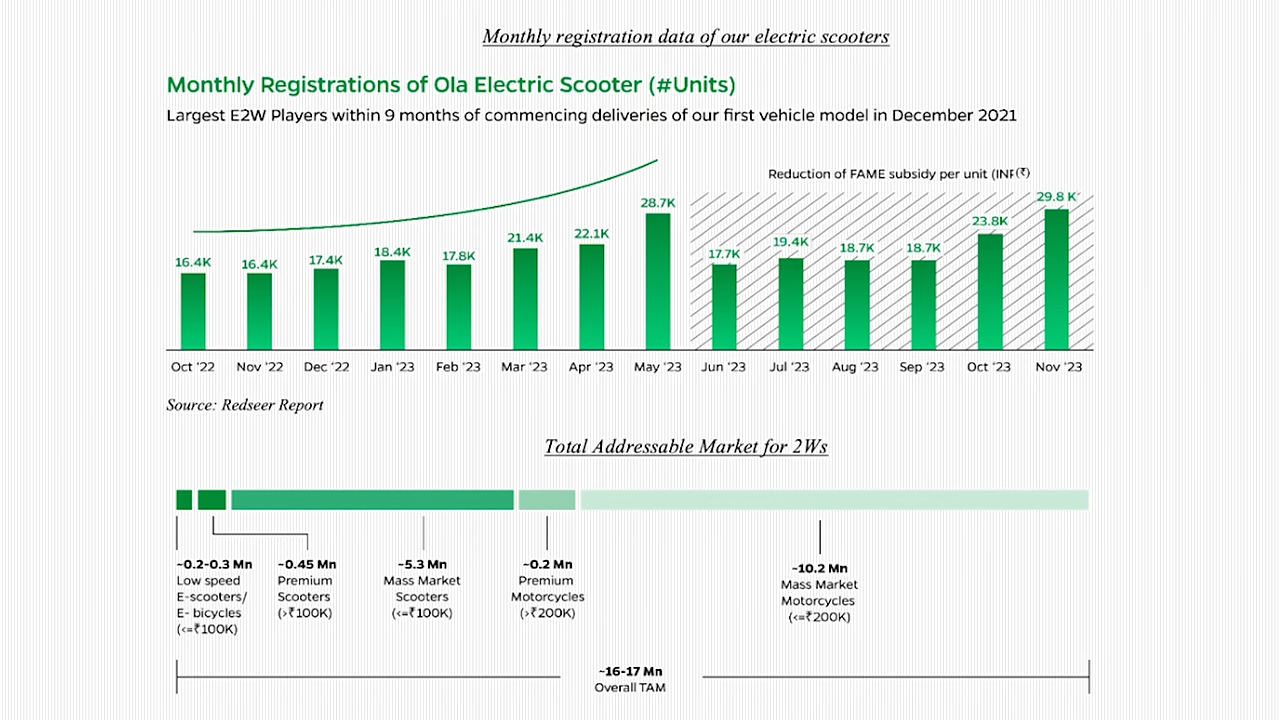 Monthly registration data of our electric scooters
Monthly Registrations of Ola Electric Scooter (#Units)
Largest E2W Players within 9 months of commencing deliveries of our first vehicle model in December 2021
Reduction of FAME subsidy per unit (INF(₹)
16.4K 16.4K 17.4K 18.4K 17.8K 21.4K 22.1K 28.7K 17.7K 19.4K 18.7K 18.7K 23.8K 29.8 K
Oct '22 Nov '22 Dec '22 Jan '23 Feb '23 Mar '23 Apr '23 May '23 Jun '23 Jul '23 Aug '23 Sep '23 Oct '23 Nov '23
Source: Redseer Report
Total Addressable Market for 2Ws
~0.2-0.3 Mn
Low speed
E-scooters/
E- bicycles
(<=₹100K)
~0.45 Mn
Premium
Scooters
(>₹100K)
~5.3 Mn
Mass Market
Scooters
(<=₹100K)
~0.2 Mn
Premium
Motorcycles
(>₹200K)
~10.2 Mn
Mass Market
Motorcycles
(<=₹200K)
~16-17 Mn
Overall TAM